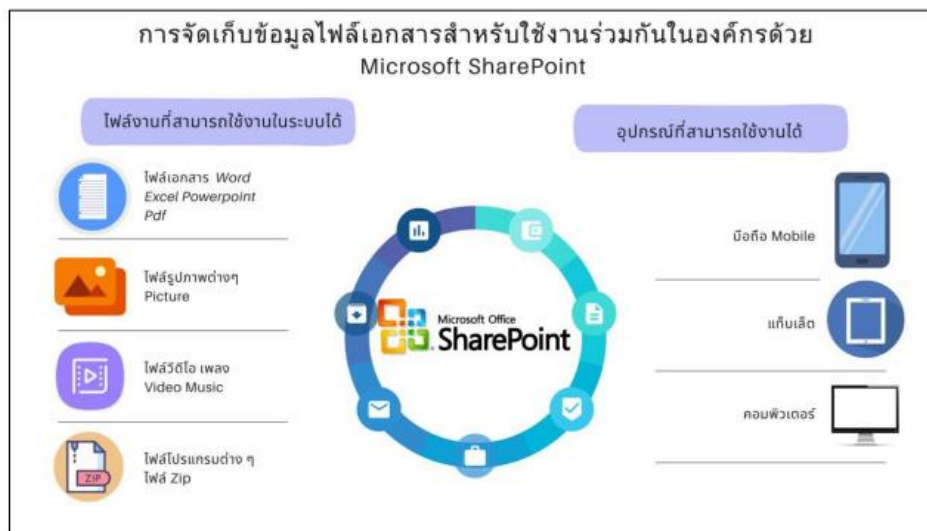 การจัดเก็บข้อมูลไฟล์เอกสารสำหรับใช้งานร่วมกันในองค์กรด้วย
Microsoft SharePoint
ไฟล์งานที่สามารถใช้งานในระบบได้
ไฟล์เอกสาร Word
Excel Powerpoint
Pdf
ไฟล์รูปภาพต่างๆ
Picture
ไฟล์วีดีโอ เพลง
Video Music
ZIP
ไฟล์โปรแกรมต่าง ๆ
ไฟล์ Zip
Microsoft Office
SharePoint
อุปกรณ์ที่สามารถใช้งานได้
มือถือ Mobile
แท็บเล็ต
คอมพิวเตอร์